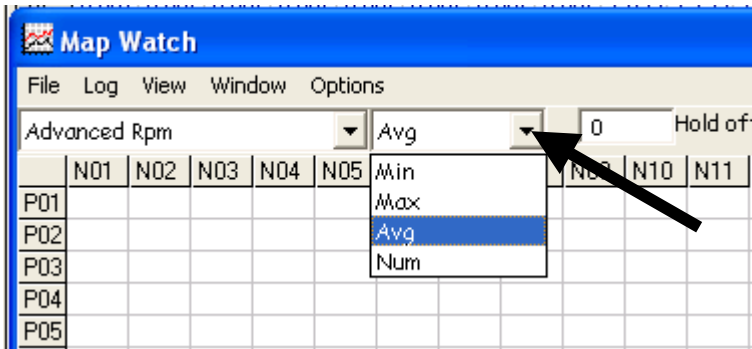 Map Watch
File Log View Window Options
Advanced Rpm Avg 0 Hold of
N01 N02 N03 N04 N05 N09 N10 N11
Min
P01
Max
P02
Avg
P03
Num
P04
P05